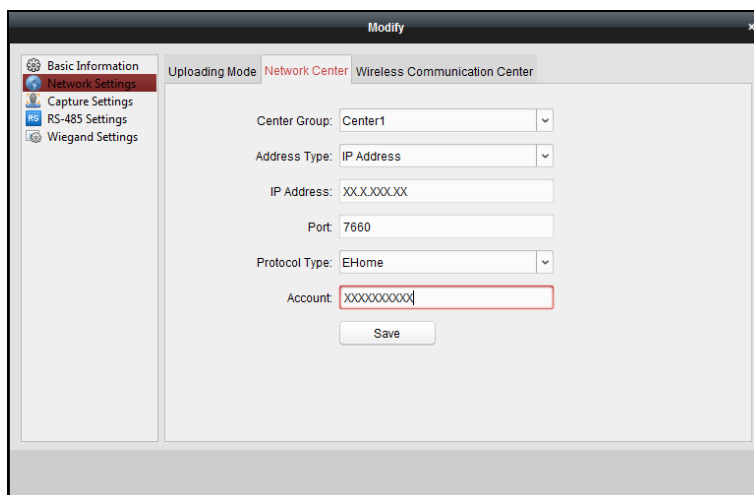 Modify
×
Basic Information
Network Settings
Capture Settings
RS RS-485 Settings
Wiegand Settings
Uploading Mode Network Center Wireless Communication Center
Center Group: Center1
Address Type: IP Address
IP Address: XX.X.XXX.XX
Port: 7660
Protocol Type: EHome
Account: XXXXXXXXXX
Save